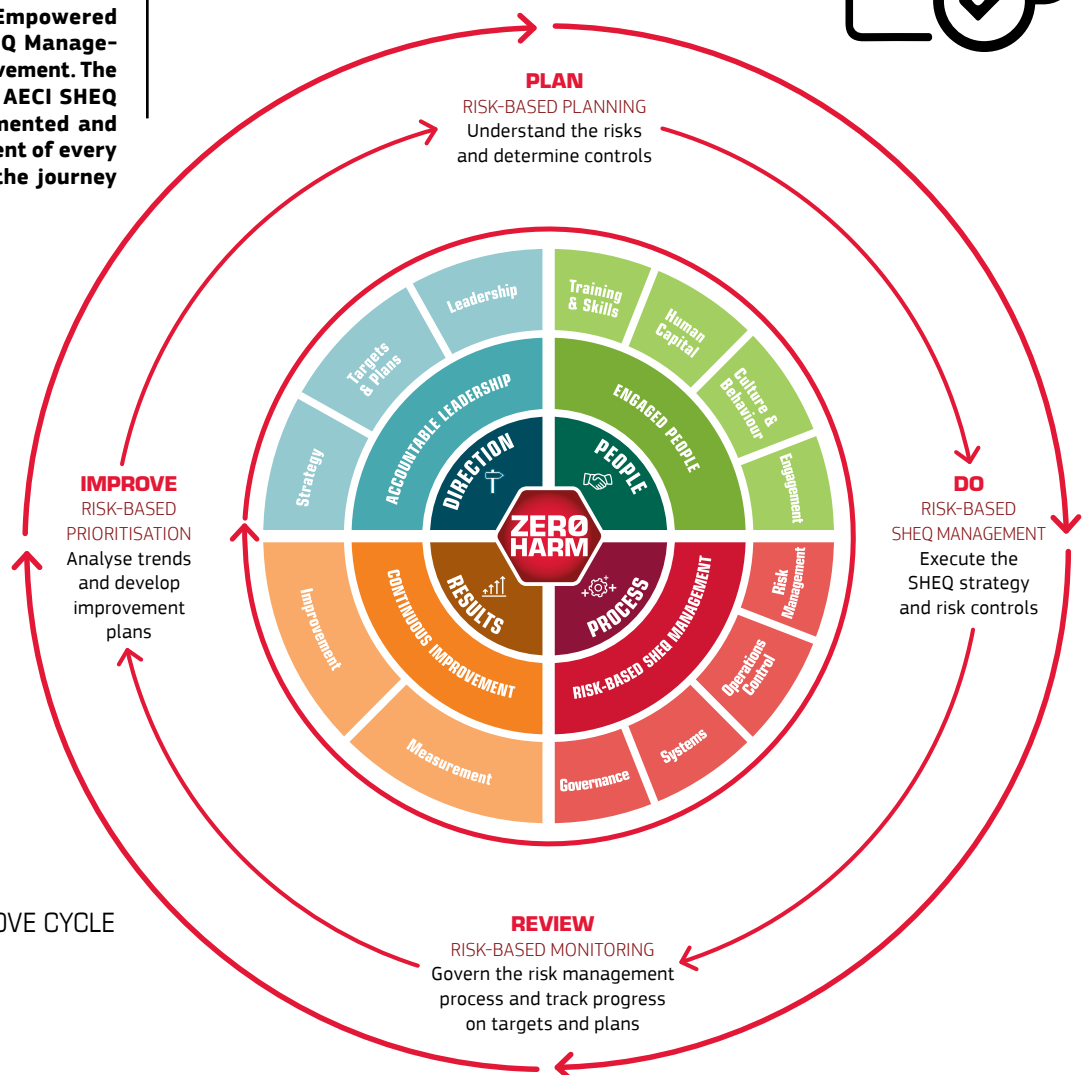 Empowered
Q Manage-
vement. The
AECI SHEQ
mented and
ent of every
the journey
PLAN
RISK-BASED PLANNING
Understand the risks
and determine controls
Leadership
Targets
& Plans
Strategy
ACCOUNTABLE LEADERSHIP
DIRECTION
Training
& Skills
Human
Capital
Culture &
Behaviour
Engagement
ENGAGED PEOPLE
PEOPLE
ZERØ
HARM
IMPROVE
RISK-BASED
PRIORITISATION
Analyse trends
and develop
improvement
plans
DO
RISK-BASED
SHEQ MANAGEMENT
Execute the
SHEQ strategy
and risk controls
RESULTS
CONTINUOUS IMPROVEMENT
Improvement
Measurement
PROCESS
RISK-BASED SHEQ MANAGEMENT
Risk
Management
Operations
Control
Systems
Governance
OVE CYCLE
REVIEW
RISK-BASED MONITORING
Govern the risk management
process and track progress
on targets and plans